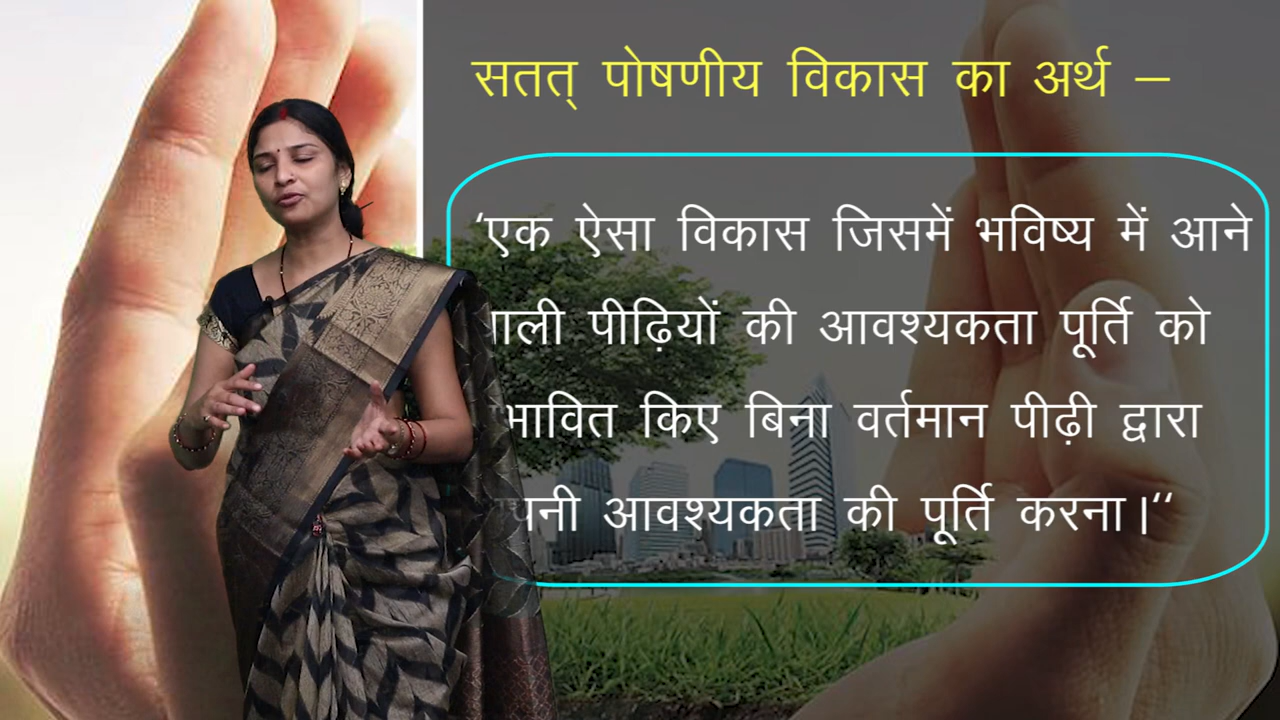 सतत् पोषणीय विकास का अर्थ –
‘एक ऐसा विकास जिसमें भविष्य में आने
पीढ़ियों की आवश्यकता पूर्ति को
किए बिना वर्तमान पीढ़ी द्वारा
आवश्यकता की पूर्ति करना।‘‘